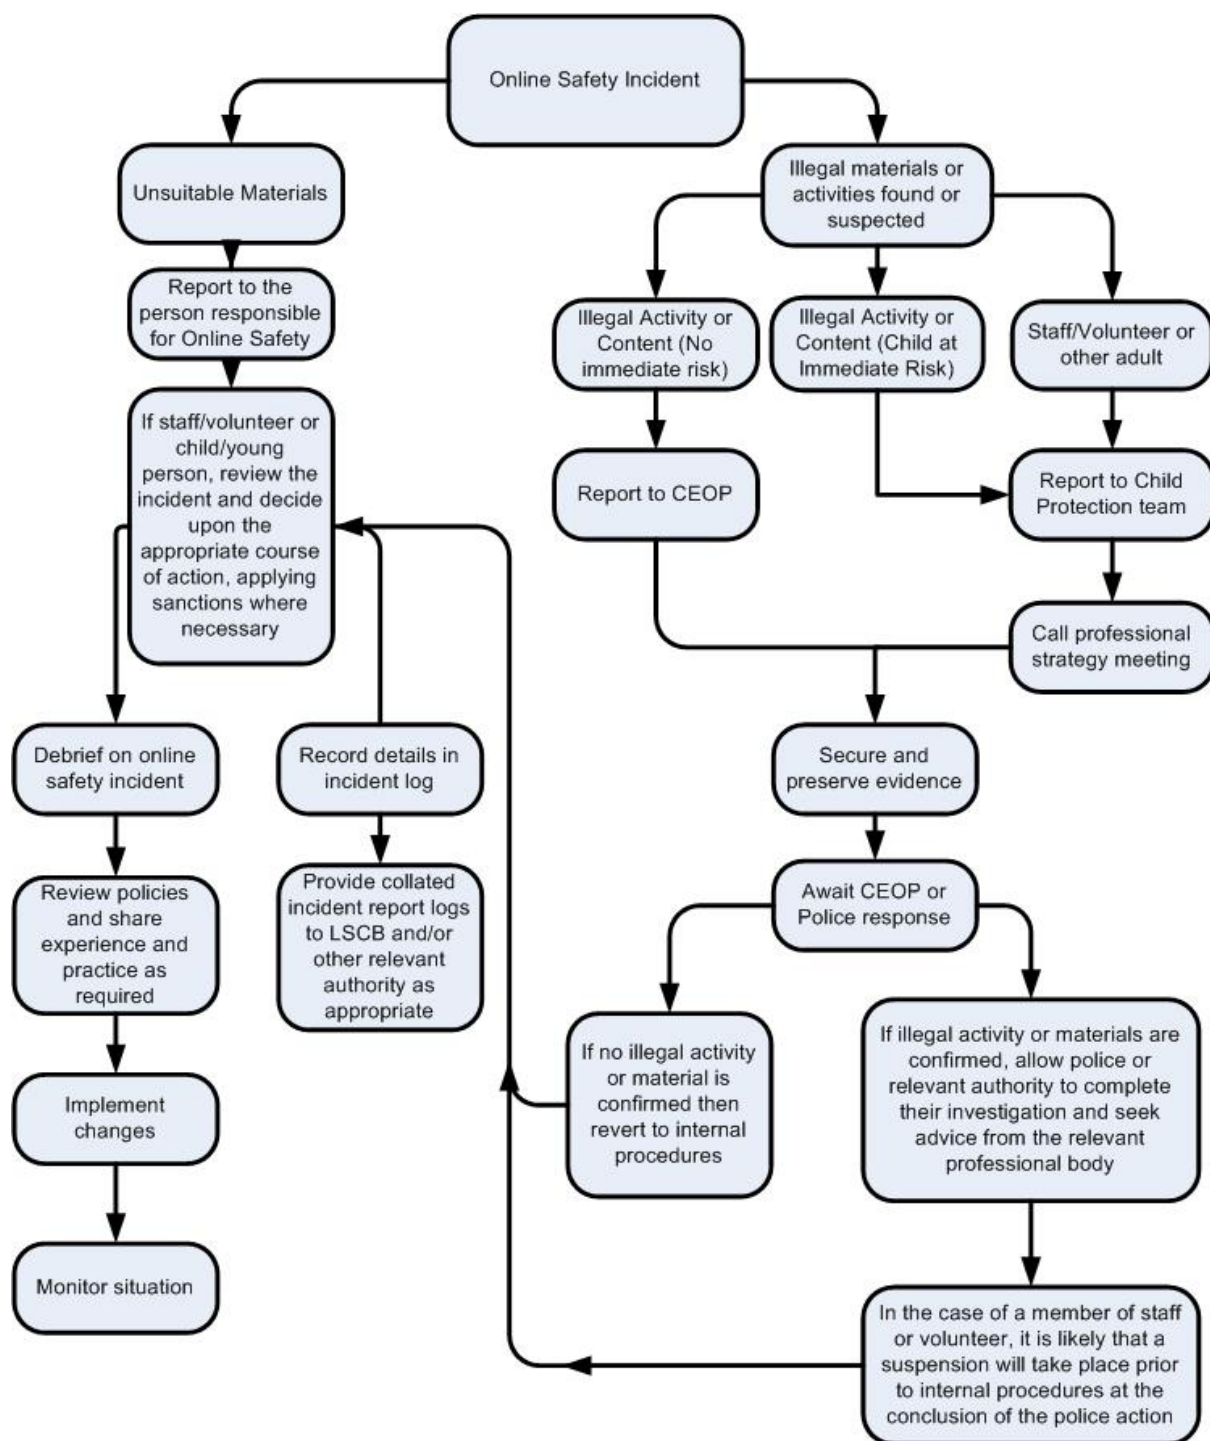 Online Safety Incident
Unsuitable Materials
Illegal materials or
activities found or
suspected
Report to the
person responsible
for Online Safety
Illegal Activity or
Content (No
immediate risk)
Illegal Activity or
Content (Child at
Immediate Risk)
Staff/Volunteer or
other adult
If staff/volunteer or
child/young
person, review the
incident and decide
upon the
appropriate course
of action, applying
sanctions where
necessary
Report to CEOP
Report to Child
Protection team
Call professional
strategy meeting
Debrief on online
safety incident
Record details in
incident log
Secure and
preserve evidence
Review policies
and share
experience and
practice as
required
Provide collated
incident report logs
to LSCB and/or
other relevant
authority as
appropriate
Await CEOP or
Police response
If no illegal activity
or material is
confirmed then
revert to internal
procedures
If illegal activity or materials are
confirmed, allow police or
relevant authority to complete
their investigation and seek
advice from the relevant
professional body
Implement
changes
Monitor situation
In the case of a member of staff
or volunteer, it is likely that a
suspension will take place prior
to internal procedures at the
conclusion of the police action